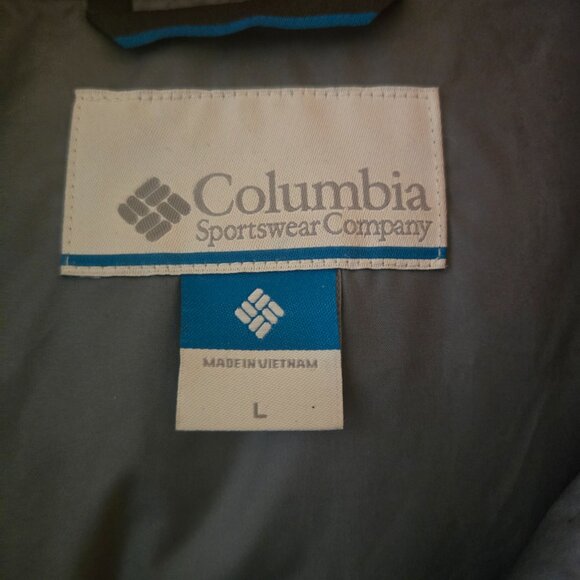 Columbia
Sportswear Company
MADE IN VIETNAM
L